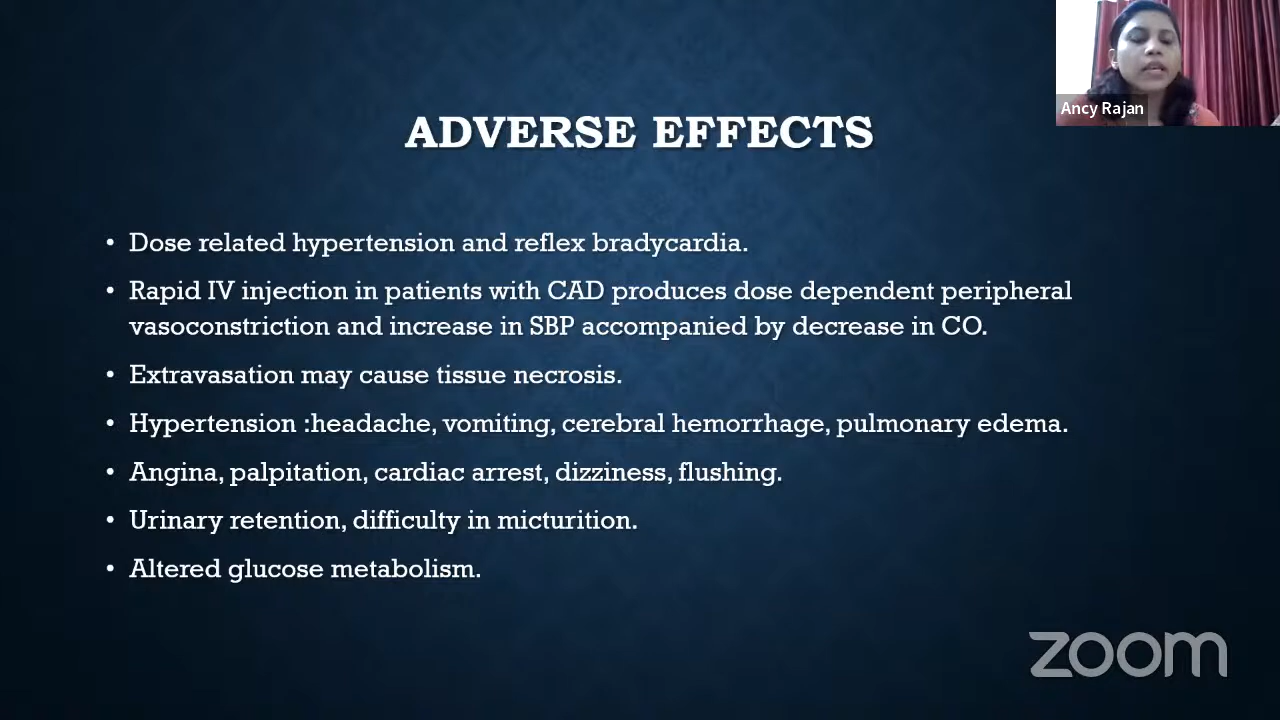 Ancy Rajan
ADVERSE EFFECTS
• Dose related hypertension and reflex bradycardia.
• Rapid IV injection in patients with CAD produces dose dependent peripheral
vasoconstriction and increase in SBP accompanied by decrease in CO.
• Extravasation may cause tissue necrosis.
• Hypertension :headache, vomiting, cerebral hemorrhage, pulmonary edema.
• Angina, palpitation, cardiac arrest, dizziness, flushing.
• Urinary retention, difficulty in micturition.
• Altered glucose metabolism.
zoom